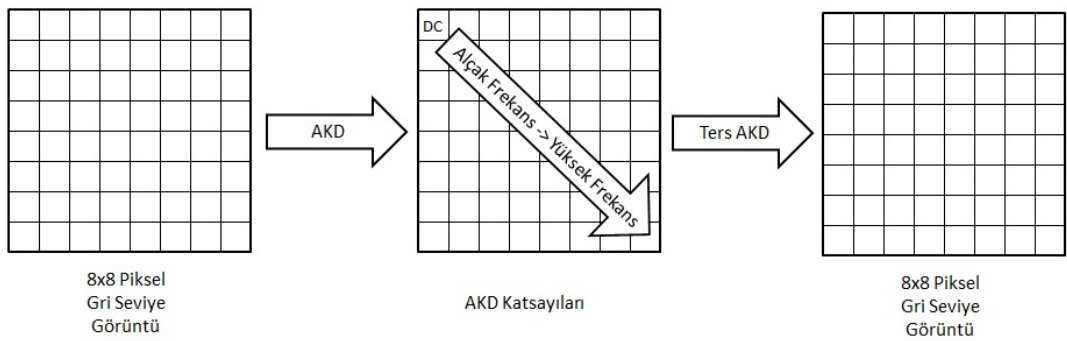 DC
Alçak Frekans -> Yüksek Frekans
AKD
Ters AKD
8x8 Piksel
Gri Seviye
Görüntü
AKD Katsayıları
8x8 Piksel
Gri Seviye
Görüntü